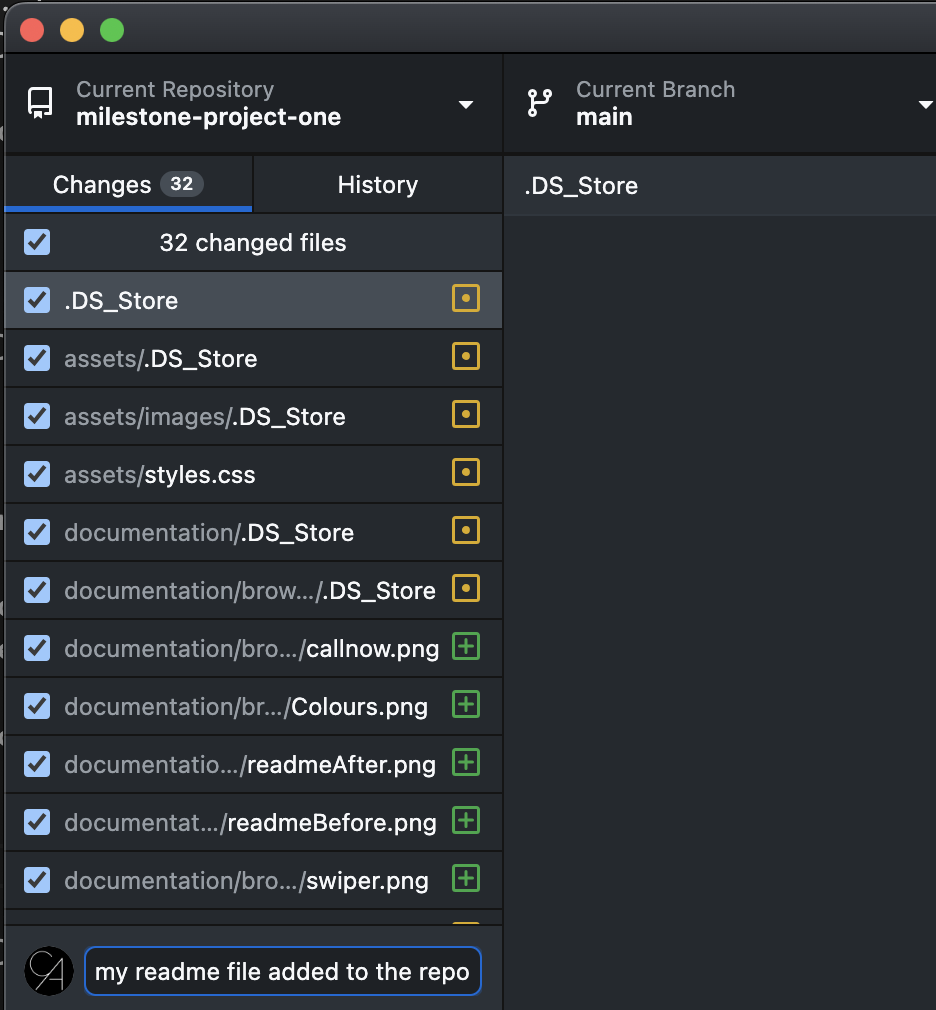 Current Repository
milestone-project-one
Current Branch
main
Changes 32
History
.DS_Store
32 changed files
.DS_Store
assets/.DS_Store
assets/images/.DS_Store
assets/styles.css
documentation/.DS_Store
documentation/brow.../.DS_Store
documentation/bro.../callnow.png
documentation/br.../Colours.png
documentatio.../readmeAfter.png
documentat.../readmeBefore.png
documentation/bro.../swiper.png
CA
my readme file added to the repo